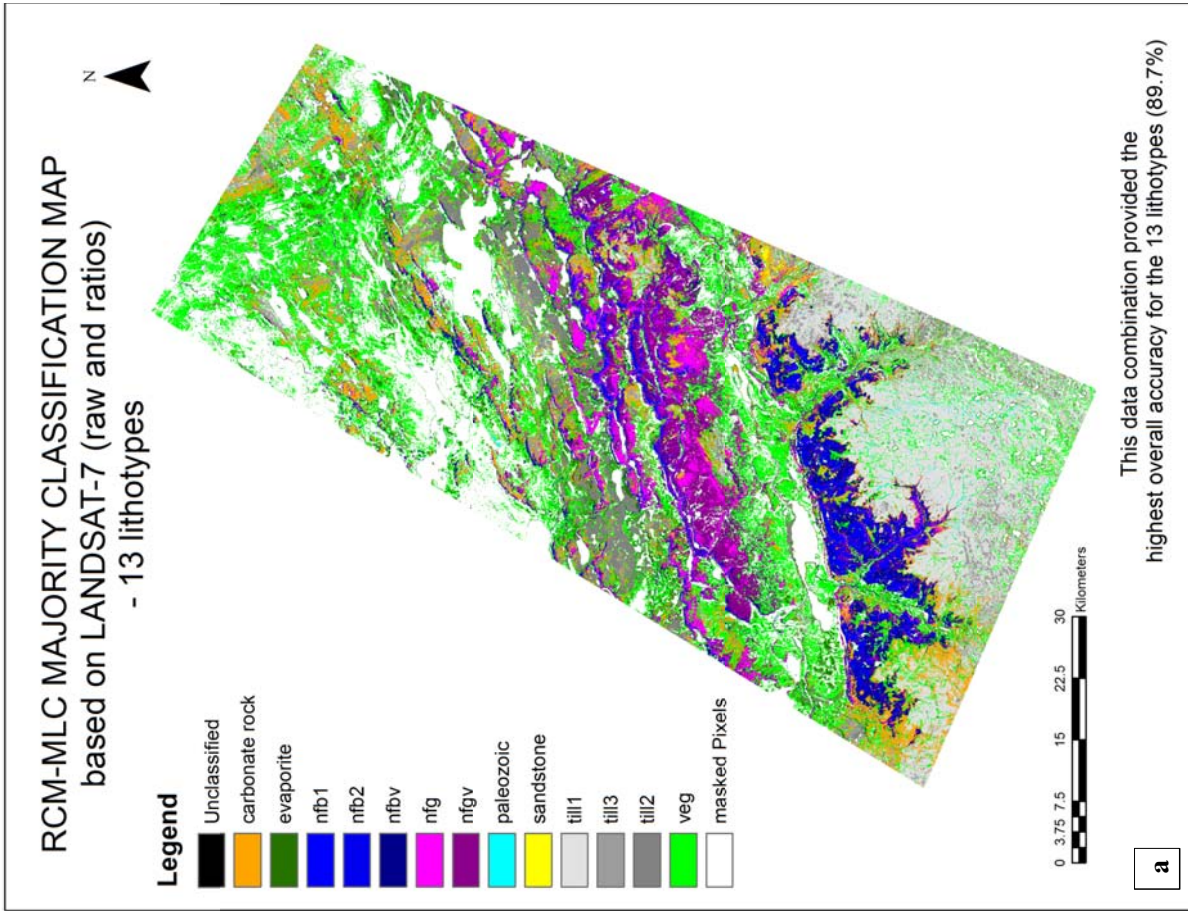 RCM-MLC MAJORITY CLASSIFICATION MAP
based on LANDSAT-7 (raw and ratios)
- 13 lithotypes
N
Legend
Unclassified
carbonate rock
evaporite
nfb1
nfb2
nfbv
nfg
nfgv
paleozoic
sandstone
till1
till3
till2
veg
masked Pixels
0 3.75 7.5 15 22.5 30
Kilometers
This data combination provided the
highest overall accuracy for the 13 lithotypes (89.7%)
a